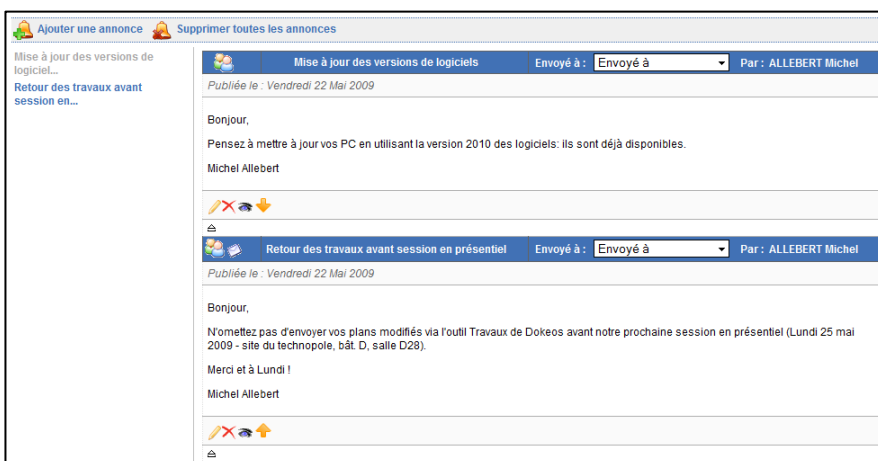 Ajouter une annonce Supprimer toutes les annonces
Mise à jour des versions de
logiciel...
Retour des travaux avant
session en...
Mise à jour des versions de logiciels Envoyé à : Envoyé à Par : ALLEBERT Michel
Publiée le : Vendredi 22 Mai 2009
Bonjour,
Pensez à mettre à jour vos PC en utilisant la version 2010 des logiciels: ils sont déjà disponibles.
Michel Allebert
Retour des travaux avant session en présentiel Envoyé à : Envoyé à Par : ALLEBERT Michel
Publiée le : Vendredi 22 Mai 2009
Bonjour,
N'omettez pas d'envoyer vos plans modifiés via l'outil Travaux de Dokeos avant notre prochaine session en présentiel (Lundi 25 mai
2009 - site du technopole, bât. D, salle D28).
Merci et à Lundi !
Michel Allebert